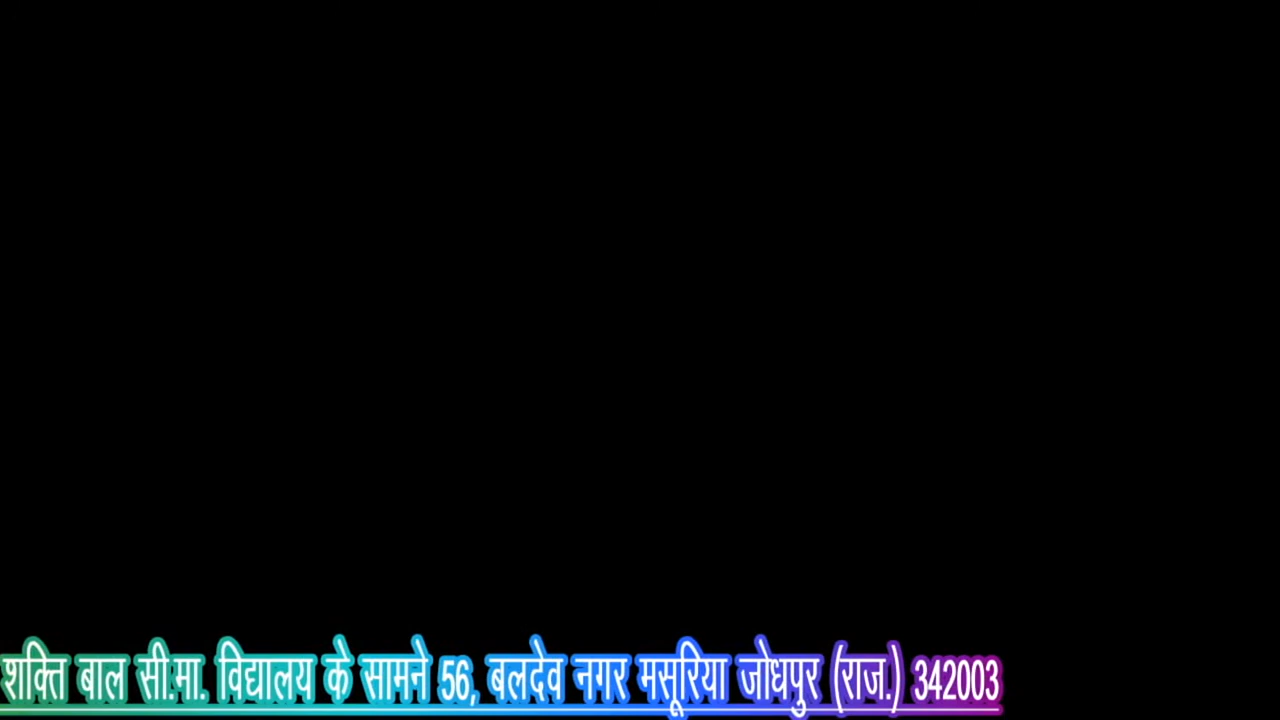 शक्ति बाल सी.मा. विद्यालय के सामने 56, बलदेव नगर मसूरिया जोधपुर (राज.) 342003